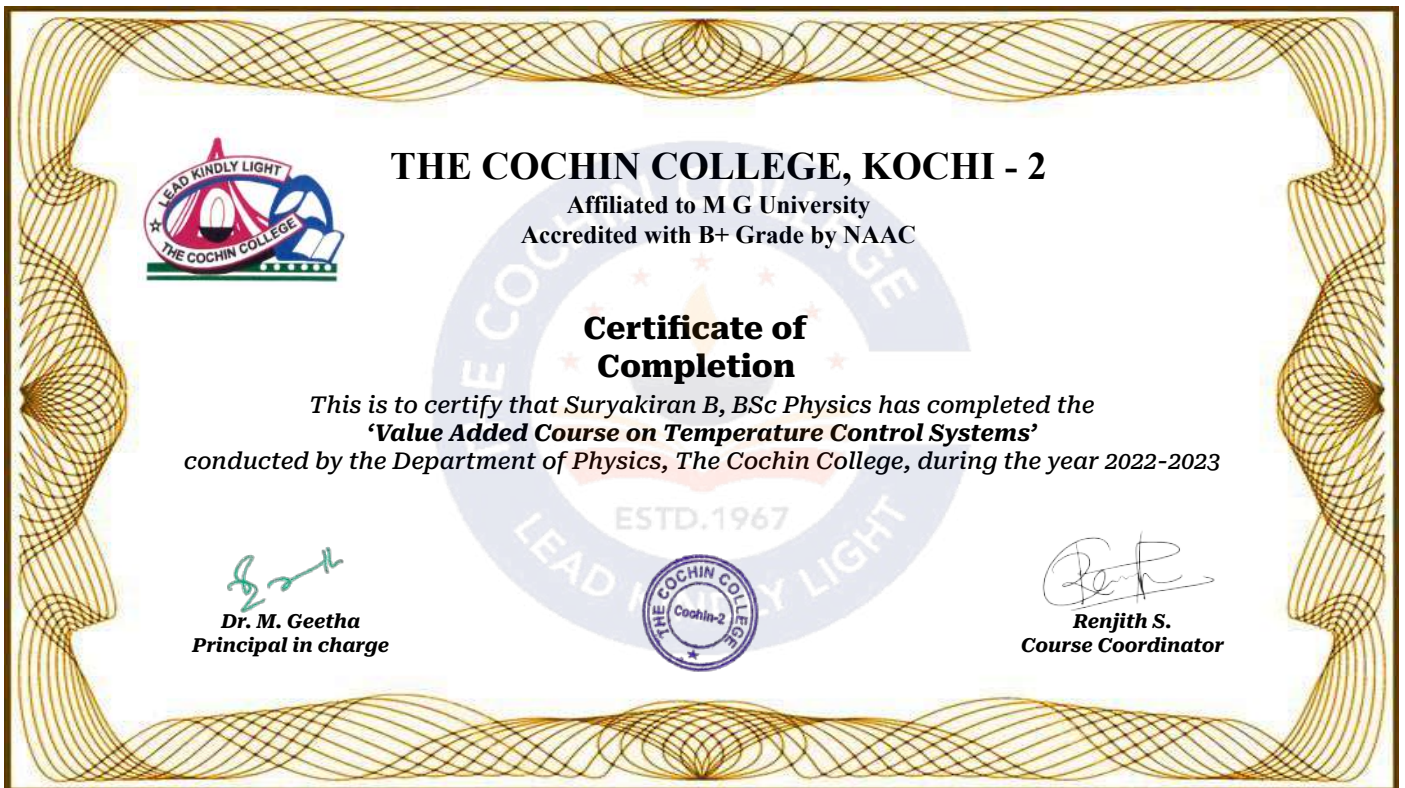 LEAD KINDLY LIGHT
THE COCHIN COLLEGE
THE COCHIN COLLEGE, KOCHI - 2
Affiliated to M G University
Accredited with B+ Grade by NAAC
THE COCHIN COLLEGE
Certificate of
Completion
This is to certify that Suryakiran B, BSc Physics has completed the
‘Value Added Course on Temperature Control Systems’
conducted by the Department of Physics, The Cochin College, during the year 2022-2023
ESTD.1967
LEAD KINDLY LIGHT
THE COCHIN COLLEGE
Cochin-2
Dr. M. Geetha
Principal in charge
Renjith S.
Course Coordinator